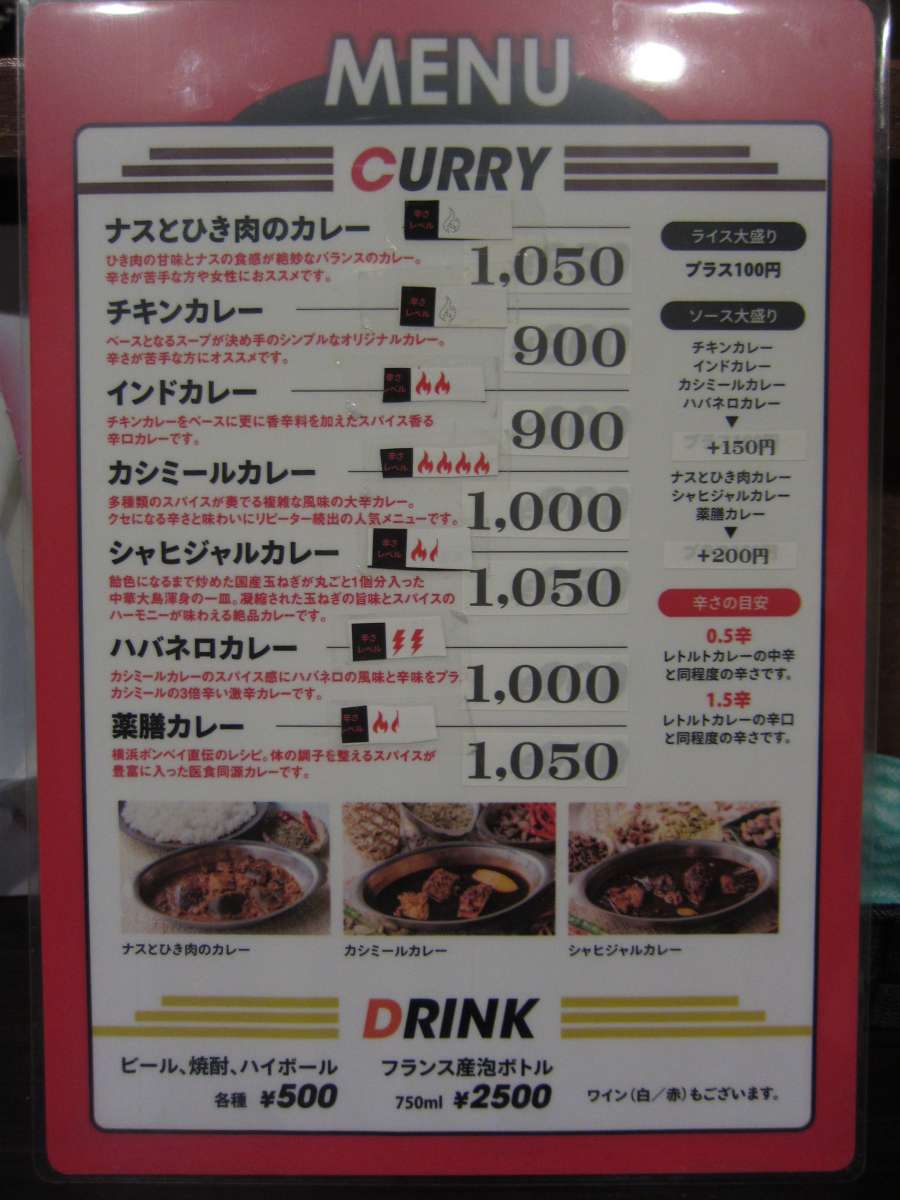 MENU
CURRY
ナスとひき肉のカレー
辛さ
レベル
ひき肉の甘味とナスの食感が絶妙なバランスのカレー。
辛さが苦手な方や女性におススメです。
1,050
チキンカレー
辛さ
レベル
ベースとなるスープが決め手のシンプルなオリジナルカレー。
辛さが苦手な方にオススメです。
900
インドカレー
辛さ
レベル
チキンカレーをベースに更に香辛料を加えたスパイス香る
辛口カレーです。
900
カシミールカレー
辛さ
レベル
多種類のスパイスが奏でる複雑な風味の大辛カレー。
クセになる辛さと味わいにリピーター続出の人気メニューです。
1,000
シャヒジャルカレー
辛さ
レベル
飴色になるまで炒めた国産玉ねぎが丸ごと1個分入った
中華大島渾身の一皿。凝縮された玉ねぎの旨味とスパイスの
ハーモニーが味わえる絶品カレーです。
1,050
ハバネロカレー
辛さ
レベル
カシミールカレーのスパイス感にハバネロの風味と辛味をプラ
カシミールの3倍辛い激辛カレーです。
1,000
薬膳カレー
辛さ
レベル
横浜ボンベイ直伝のレシピ。体の調子を整えるスパイスが
豊富に入った医食同源カレーです。
1,050
ライス大盛り
プラス100円
ソース大盛り
チキンカレー
インドカレー
カシミールカレー
ハバネロカレー
▼
+150円
ナスとひき肉カレー
シャヒジャルカレー
薬膳カレー
▼
+200円
辛さの目安
0.5辛
レトルトカレーの中辛
と同程度の辛さです。
1.5辛
レトルトカレーの辛口
と同程度の辛さです。
ナスとひき肉のカレー
カシミールカレー
シャヒジャルカレー
DRINK
ビール、焼酎、ハイボール
各種 ¥500
フランス産泡ボトル
750ml ¥2500
ワイン(白/赤)もございます。